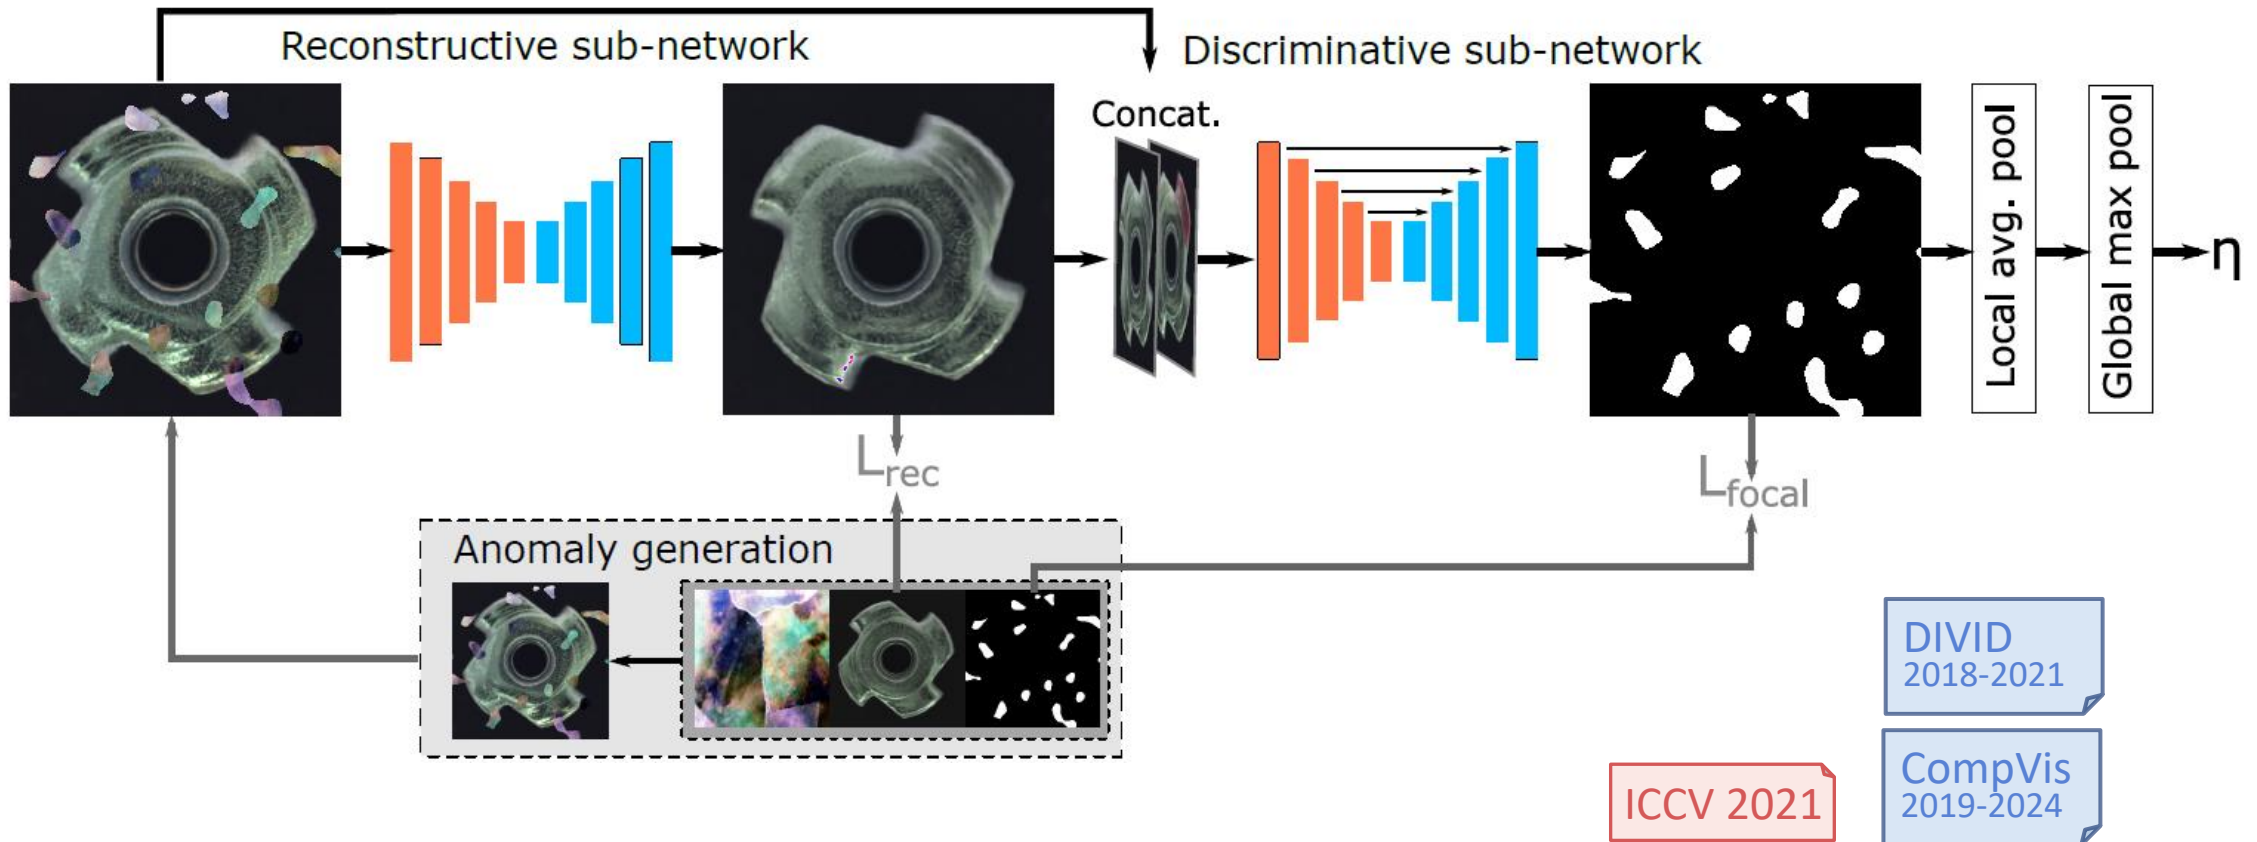 Reconstructive sub-network
Discriminative sub-network
Concat.
Local avg. pool
Global max pool
η
Lrec
Lfocal
Anomaly generation
DIVID
2018-2021
CompVis
2019-2024
ICCV 2021